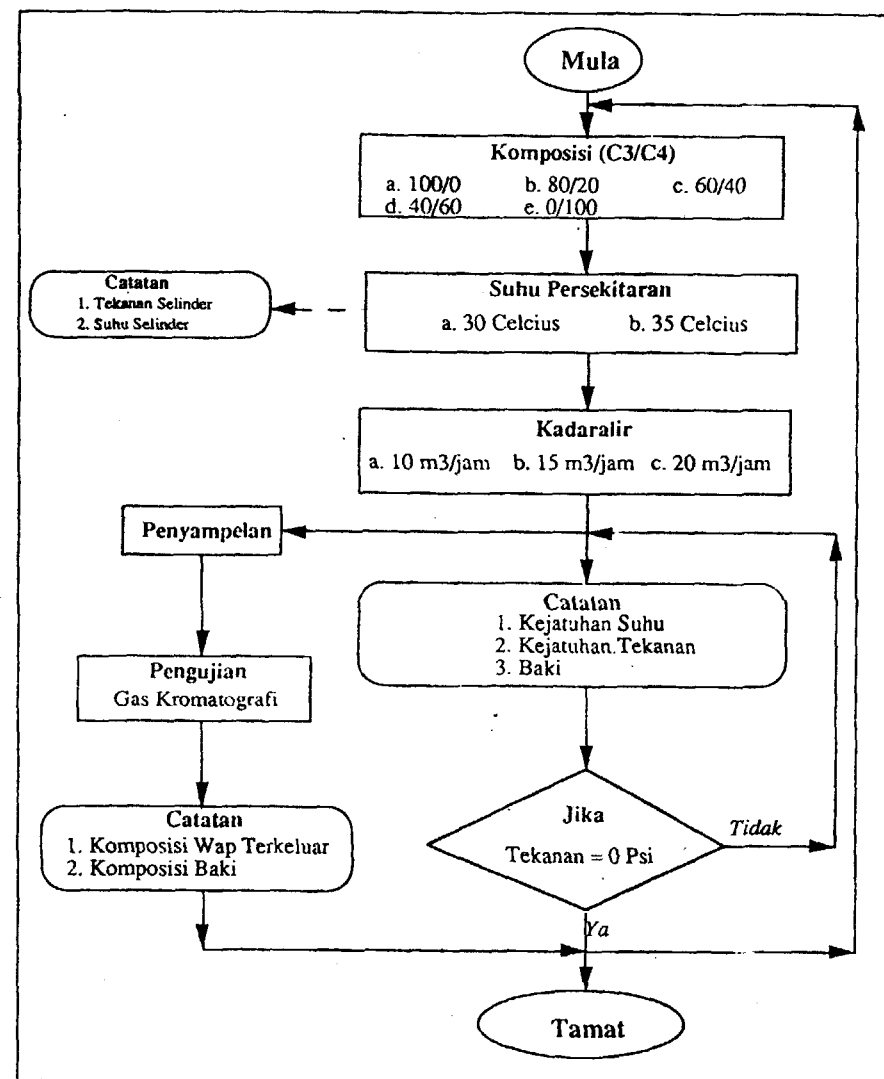 Mula
Komposisi (C3/C4)
a. 100/0 b. 80/20 c. 60/40
d. 40/60 e. 0/100
Catatan
1. Tekanan Selinder
2. Suhu Selinder
Suhu Persekitaran
a. 30 Celcius b. 35 Celcius
Kadaralir
a. 10 m3/jam b. 15 m3/jam c. 20 m3/jam
Penyampelan
Catatan
1. Kejatuhan Suhu
2. Kejatuhan Tekanan
3. Baki
Pengujian
Gas Kromatografi
Catatan
1. Komposisi Wap Terkeluar
2. Komposisi Baki
Jika
Tekanan = 0 Psi
Tidak
Ya
Tamat